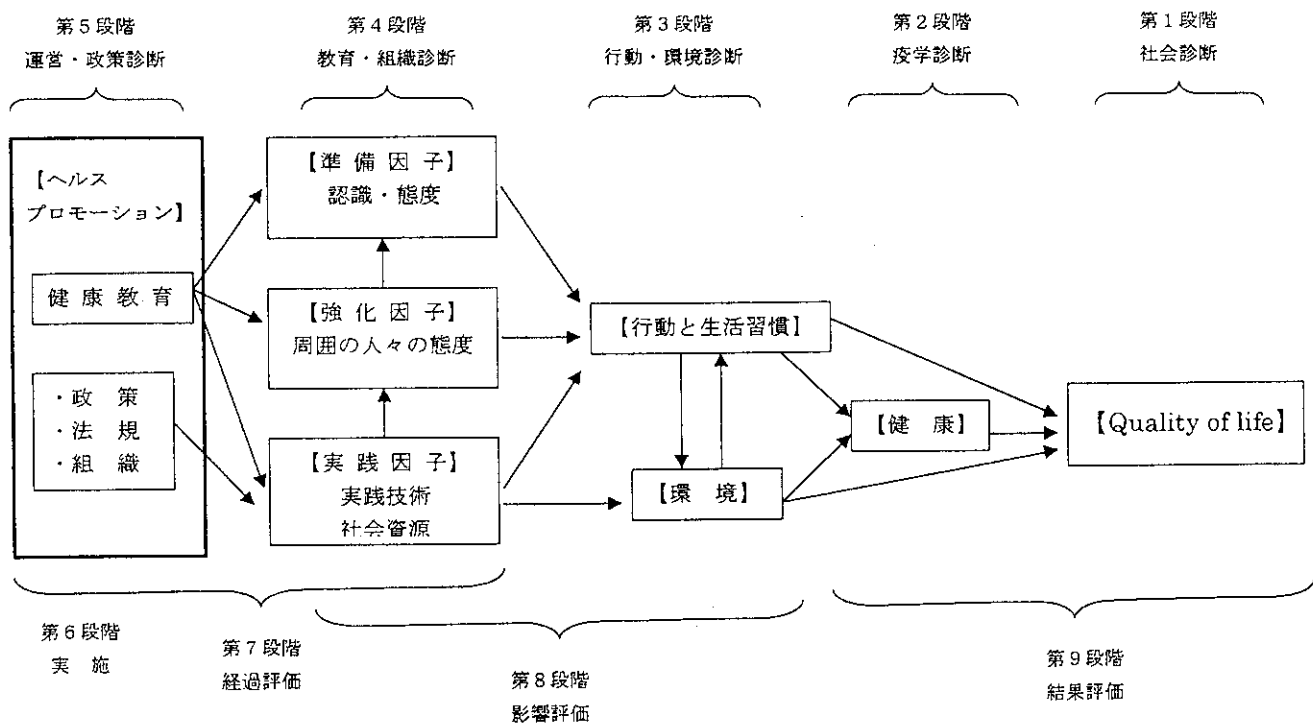 第5段階
運営・政策診断
第4段階
教育・組織診断
第3段階
行動・環境診断
第2段階
疫学診断
第1段階
社会診断
【ヘルス
プロモーション】
健康教育
・政策
・法規
・組織
【準備因子】
認識・態度
【強化因子】
周囲の人々の態度
【実践因子】
実践技術
社会資源
【行動と生活習慣】
【環境】
【健康】
【Quality of life】
第6段階
実施
第7段階
経過評価
第8段階
影響評価
第9段階
結果評価